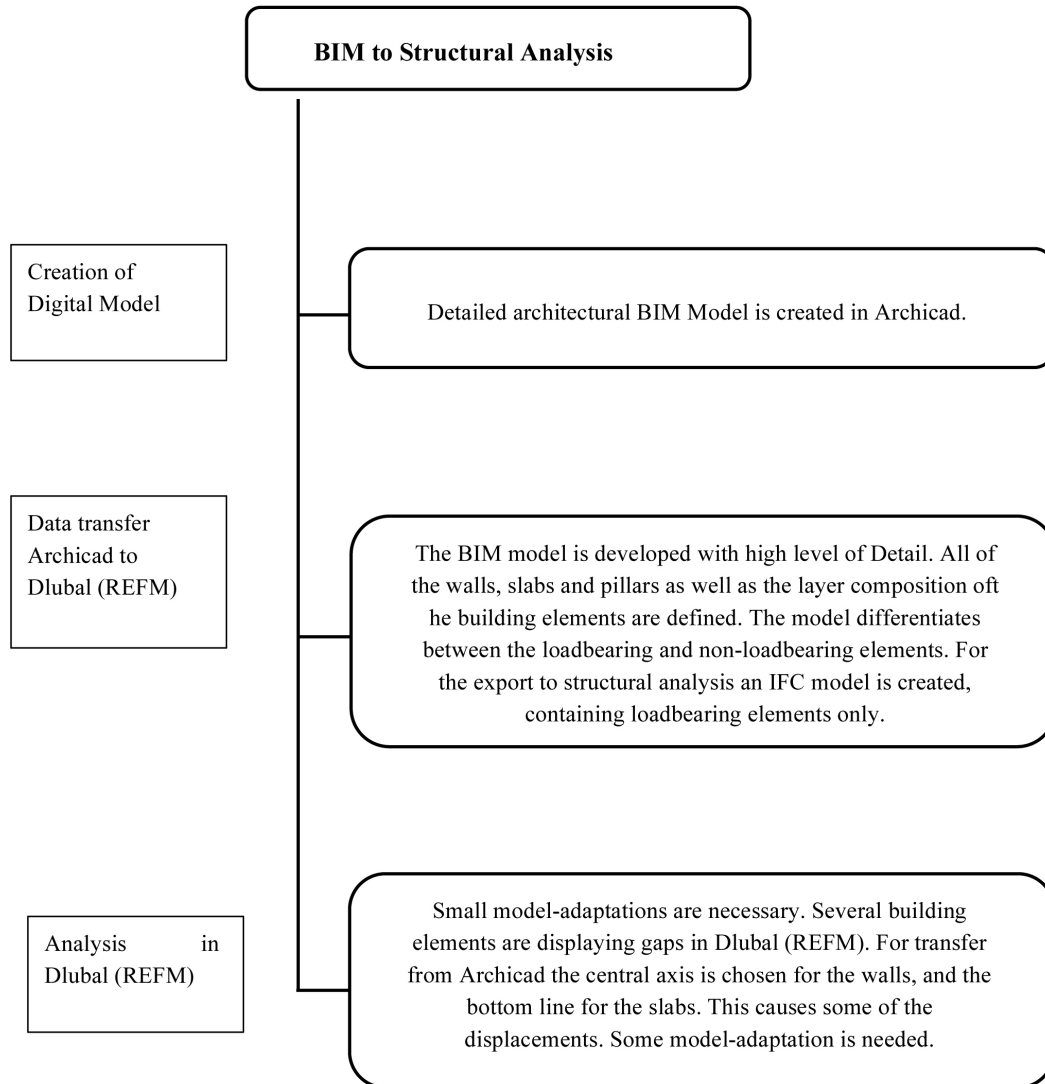 BIM to Structural Analysis
Creation of
Digital Model
Detailed architectural BIM Model is created in Archicad.
Data transfer
Archicad to
Dlubal (REFM)
The BIM model is developed with high level of Detail. All of
the walls, slabs and pillars as well as the layer composition oft
he building elements are defined. The model differentiates
between the loadbearing and non-loadbearing elements. For
the export to structural analysis an IFC model is created,
containing loadbearing elements only.
Analysis in
Dlubal (REFM)
Small model-adaptations are necessary. Several building
elements are displaying gaps in Dlubal (REFM). For transfer
from Archicad the central axis is chosen for the walls, and the
bottom line for the slabs. This causes some of the
displacements. Some model-adaptation is needed.